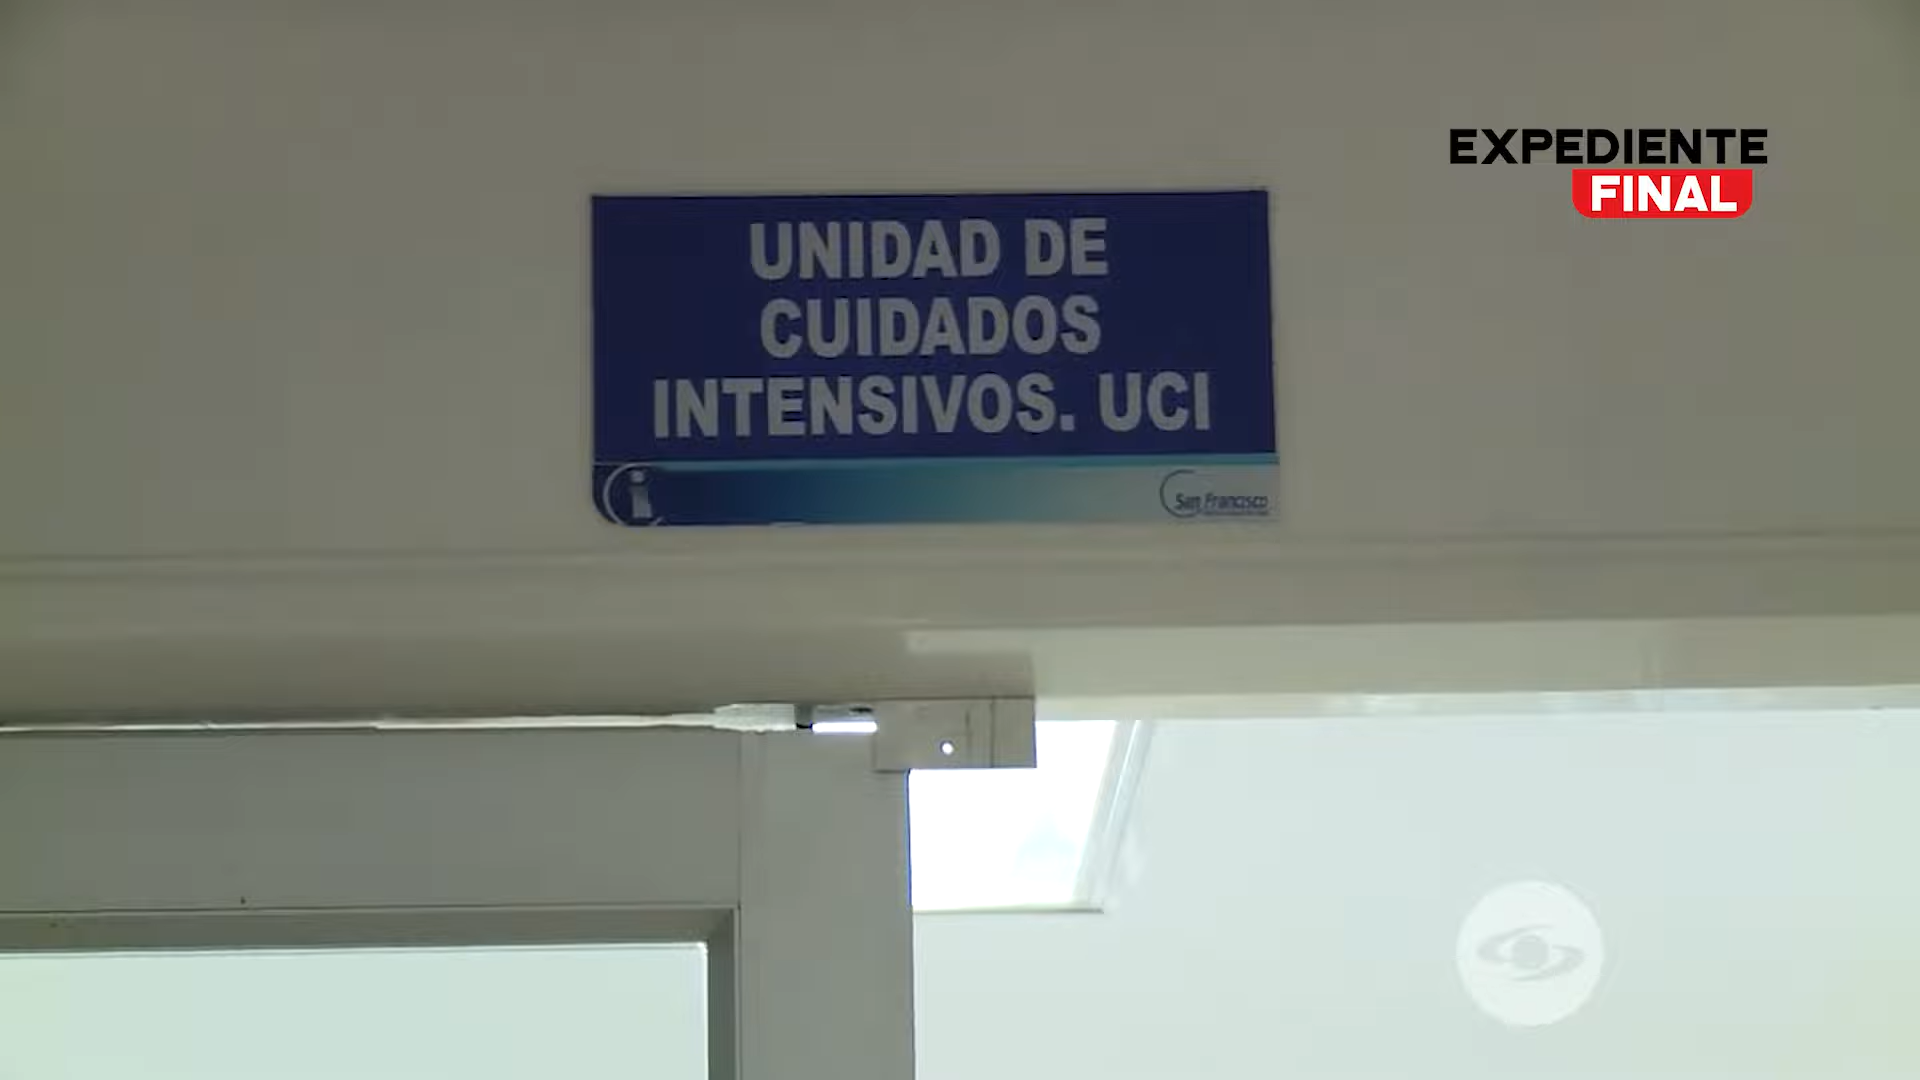 EXPEDIENTE
FINAL
UNIDAD DE
CUIDADOS
INTENSIVOS. UCI
San Francisco